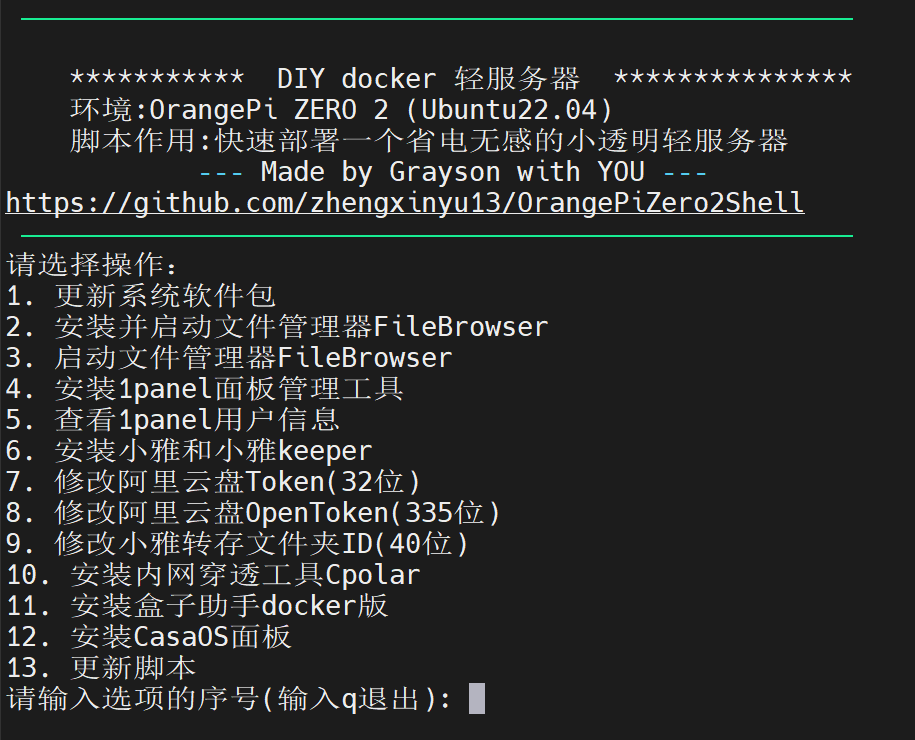 *********** DIY docker 轻服务器 ***************
环境:OrangePi ZERO 2 (Ubuntu22.04)
脚本作用:快速部署一个省电无感的小透明轻服务器
--- Made by Grayson with YOU ---
https://github.com/zhengxinyu13/OrangePiZero2Shell
请选择操作：
1. 更新系统软件包
2. 安装并启动文件管理器FileBrowser
3. 启动文件管理器FileBrowser
4. 安装1panel面板管理工具
5. 查看1panel用户信息
6. 安装小雅和小雅keeper
7. 修改阿里云盘Token(32位)
8. 修改阿里云盘OpenToken(335位)
9. 修改小雅转存文件夹ID(40位)
10. 安装内网穿透工具Cpolar
11. 安装盒子助手docker版
12. 安装CasaOS面板
13. 更新脚本
请输入选项的序号(输入q退出):